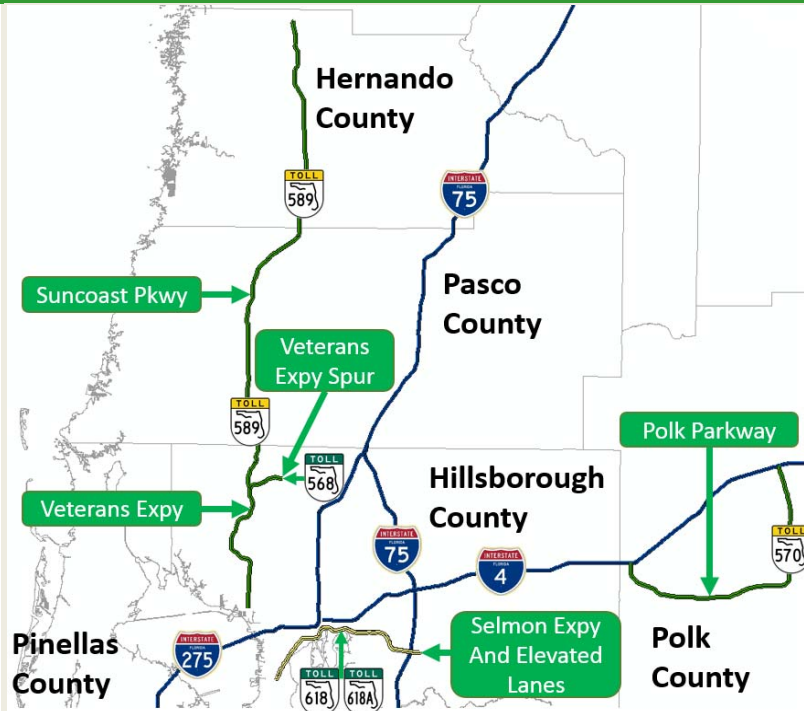 Hernando
County
TOLL
589
INTERSTATE
FLORIDA
75
Suncoast Pkwy
Pasco
County
Veterans
Expy Spur
TOLL
589
Polk Parkway
TOLL
568
Hillsborough
County
Veterans Expy
INTERSTATE
FLORIDA
75
INTERSTATE
FLORIDA
4
TOLL
570
Pinellas
County
INTERSTATE
FLORIDA
275
Selmon Expy
And Elevated
Lanes
Polk
County
TOLL
618
TOLL
618A